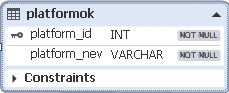 platformok
platform_id INT NOT NULL
platform_nev VARCHAR NOT NULL
Constraints